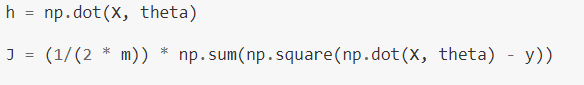 h = np.dot(X, theta)
J = (1/(2 * m)) * np.sum(np.square(np.dot(X, theta) - y))